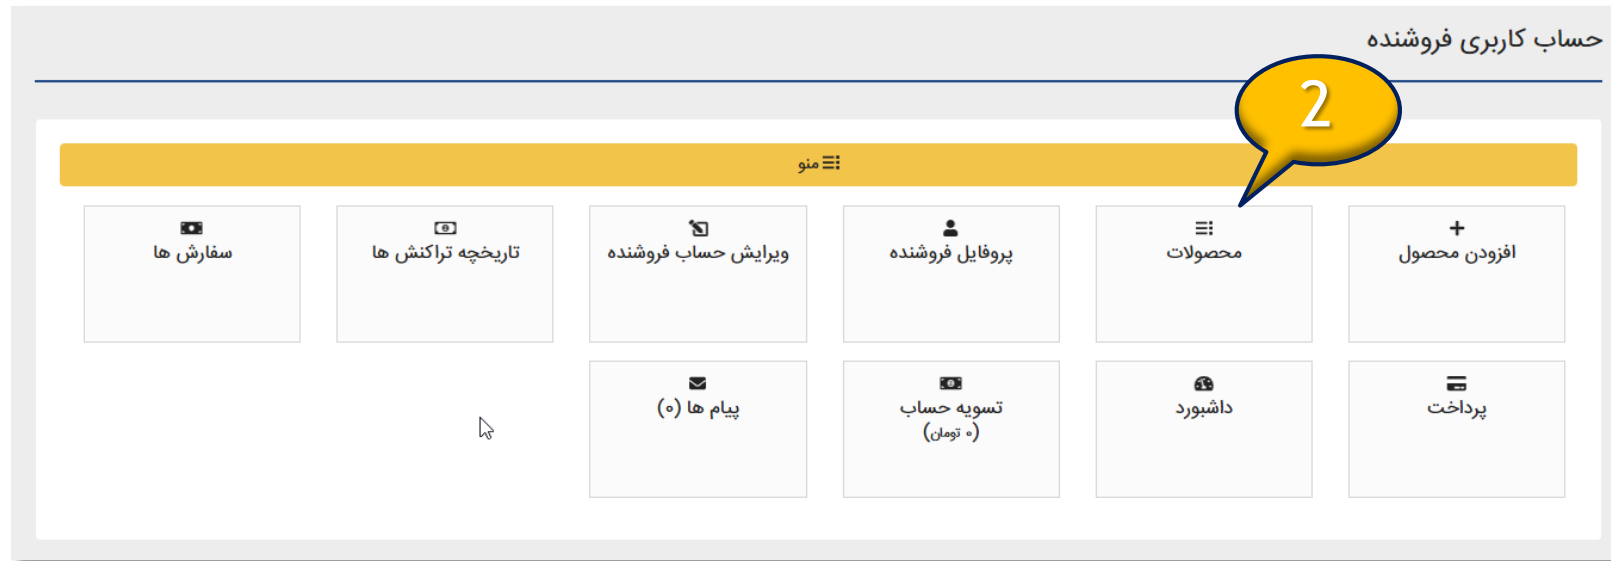 حساب کاربری فروشنده
2
منو
افزودن محصول
محصولات
پروفایل فروشنده
ویرایش حساب فروشنده
تاریخچه تراکنش ها
سفارش ها
پرداخت
داشبورد
تسویه حساب
(۰ تومان)
پیام ها (۰)